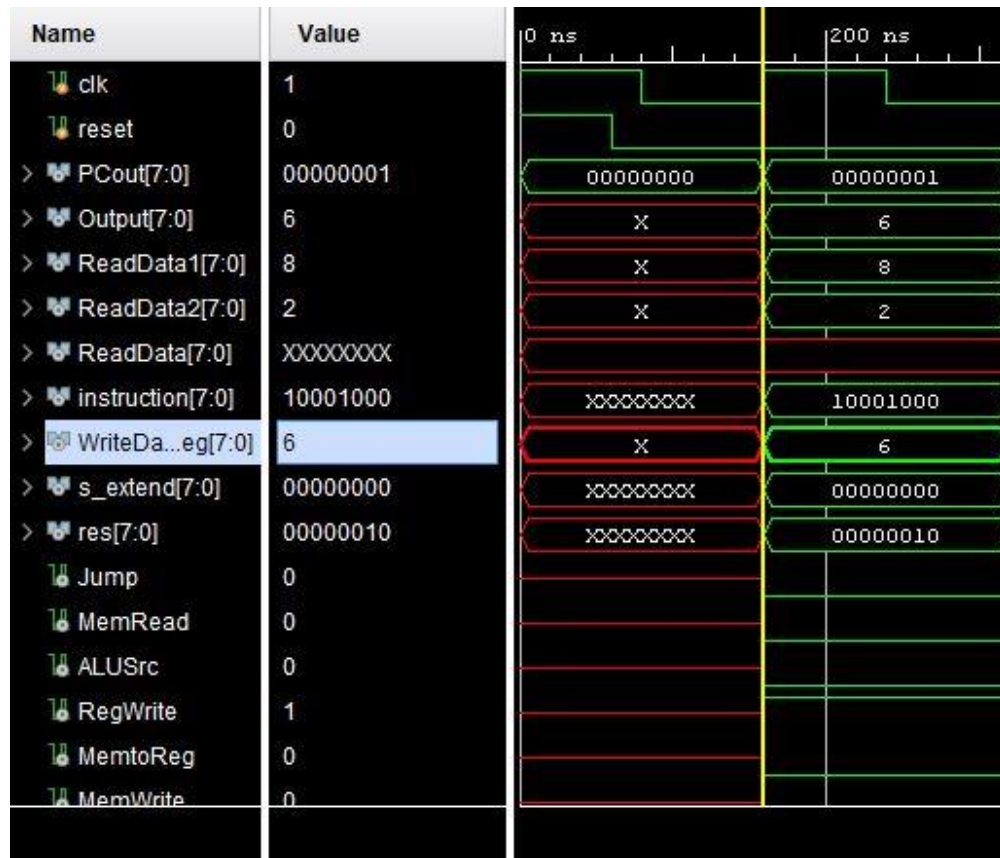 Name Value 0 ns 200 ns
clk 1
reset 0
PCout[7:0] 00000001 00000000 00000001
Output[7:0] 6 X 6
ReadData1[7:0] 8 X 8
ReadData2[7:0] 2 X 2
ReadData[7:0] XXXXXXXX
instruction[7:0] 10001000 XXXXXXXX 10001000
WriteDa...eg[7:0] 6 X 6
s_extend[7:0] 00000000 XXXXXXXX 00000000
res[7:0] 00000010 XXXXXXXX 00000010
Jump 0
MemRead 0
ALUSrc 0
RegWrite 1
MemtoReg 0
MemWrite 0